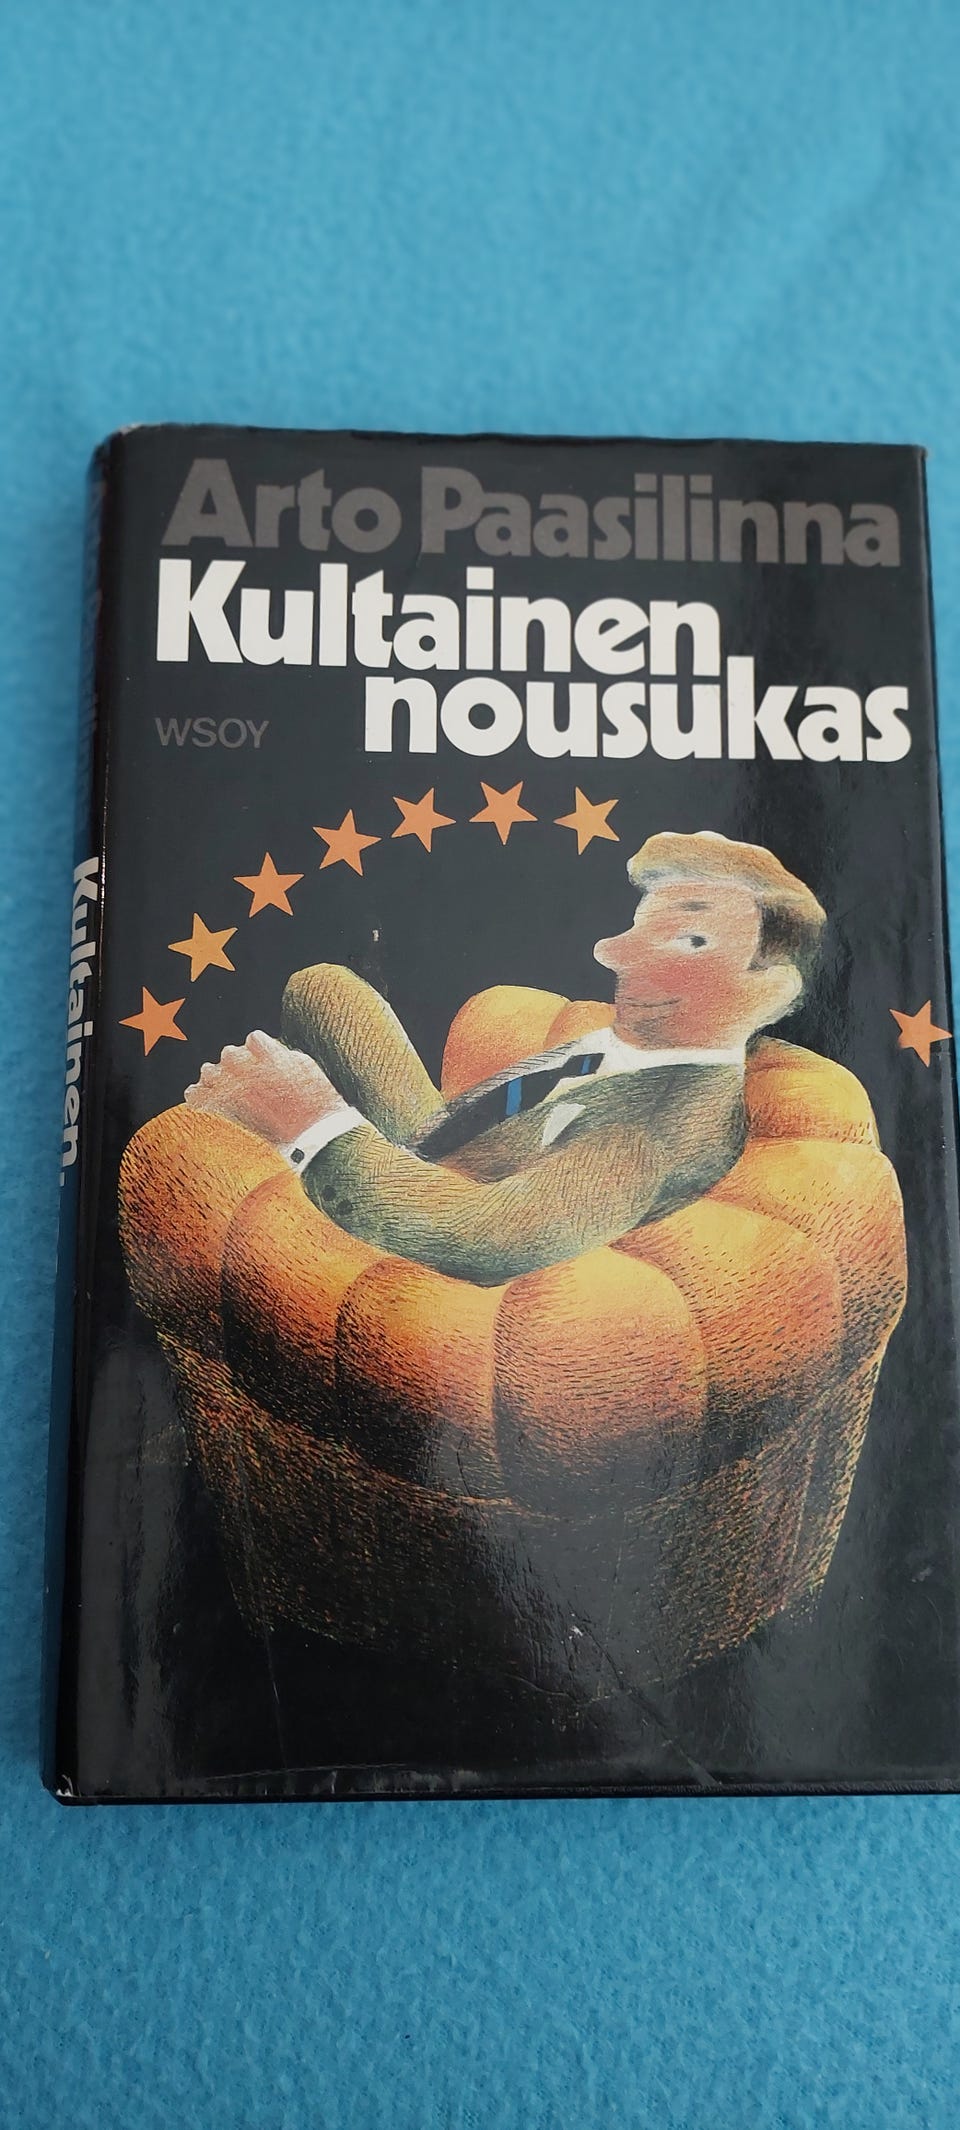 Arto Paasilinna
Kultainen
nousukas
WSOY
Kultainen